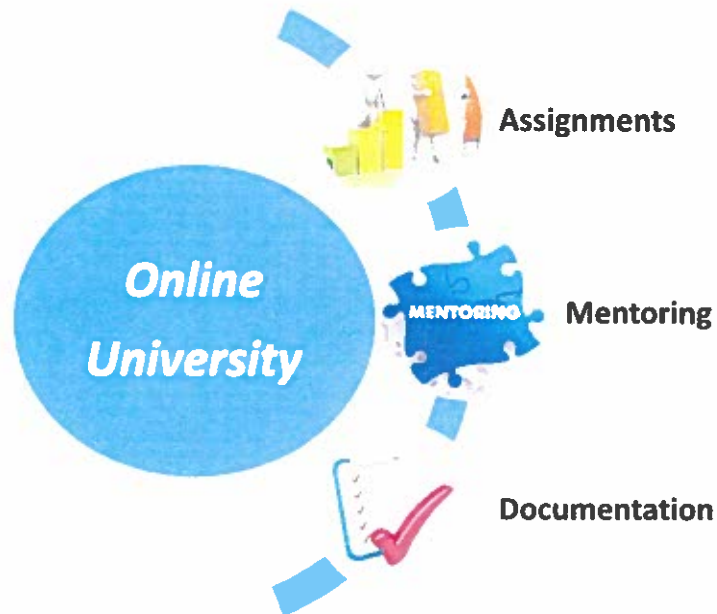 Assignments
Online
University
MENTORING
Mentoring
Documentation